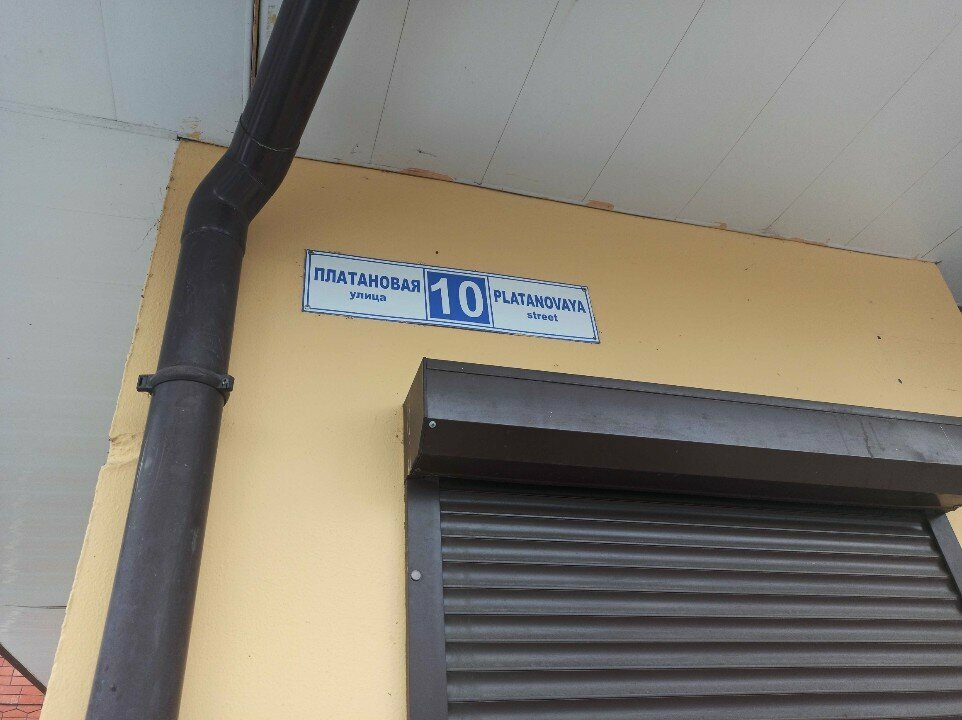 ПЛАТАНОВАЯ
улица
10
PLATANOVAYA
street